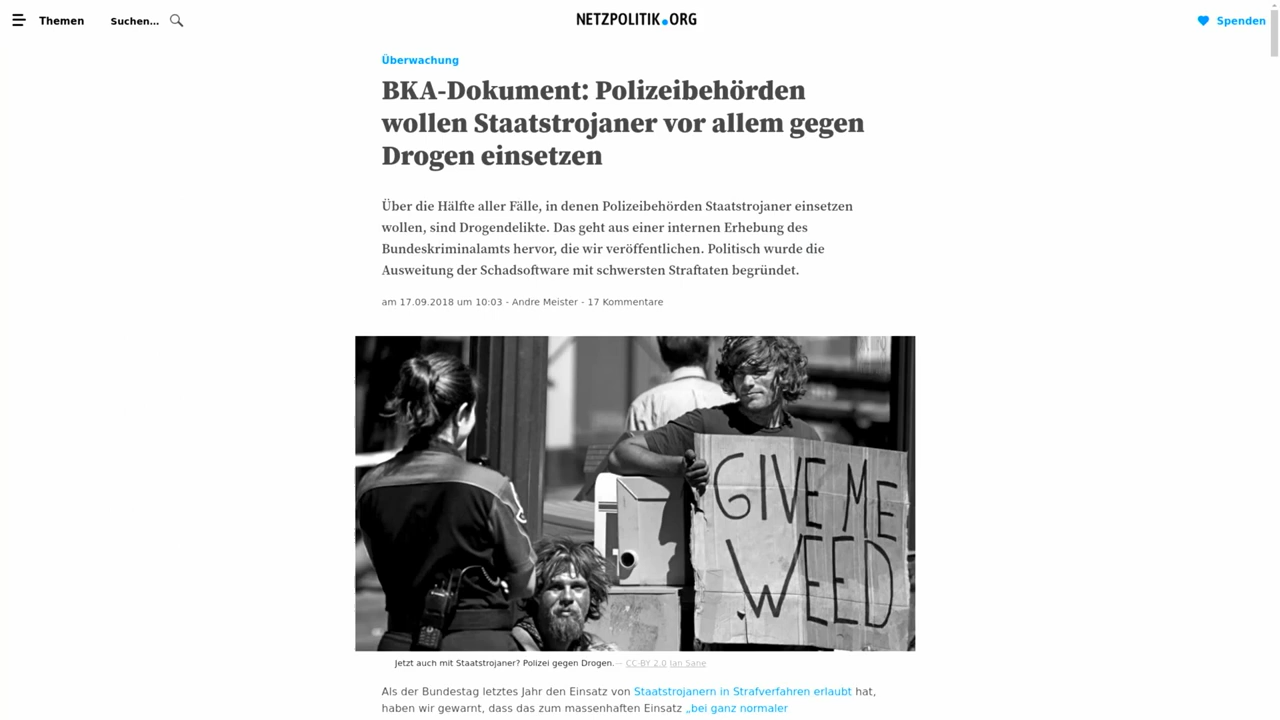 Themen
Suchen...
NETZPOLITIK.ORG
Spenden
Überwachung
BKA-Dokument: Polizeibehörden
wollen Staatstrojaner vor allem gegen
Drogen einsetzen
Über die Hälfte aller Fälle, in denen Polizeibehörden Staatstrojaner einsetzen
wollen, sind Drogendelikte. Das geht aus einer internen Erhebung des
Bundeskriminalamts hervor, die wir veröffentlichen. Politisch wurde die
Ausweitung der Schadsoftware mit schwersten Straftaten begründet.
am 17.09.2018 um 10:03 - Andre Meister - 17 Kommentare
GIVE ME
WEED
Jetzt auch mit Staatstrojaner? Polizei gegen Drogen.— CC-BY 2.0 Ian Sane
Als der Bundestag letztes Jahr den Einsatz von Staatstrojanern in Strafverfahren erlaubt hat,
haben wir gewarnt, dass das zum massenhaften Einsatz „bei ganz normaler